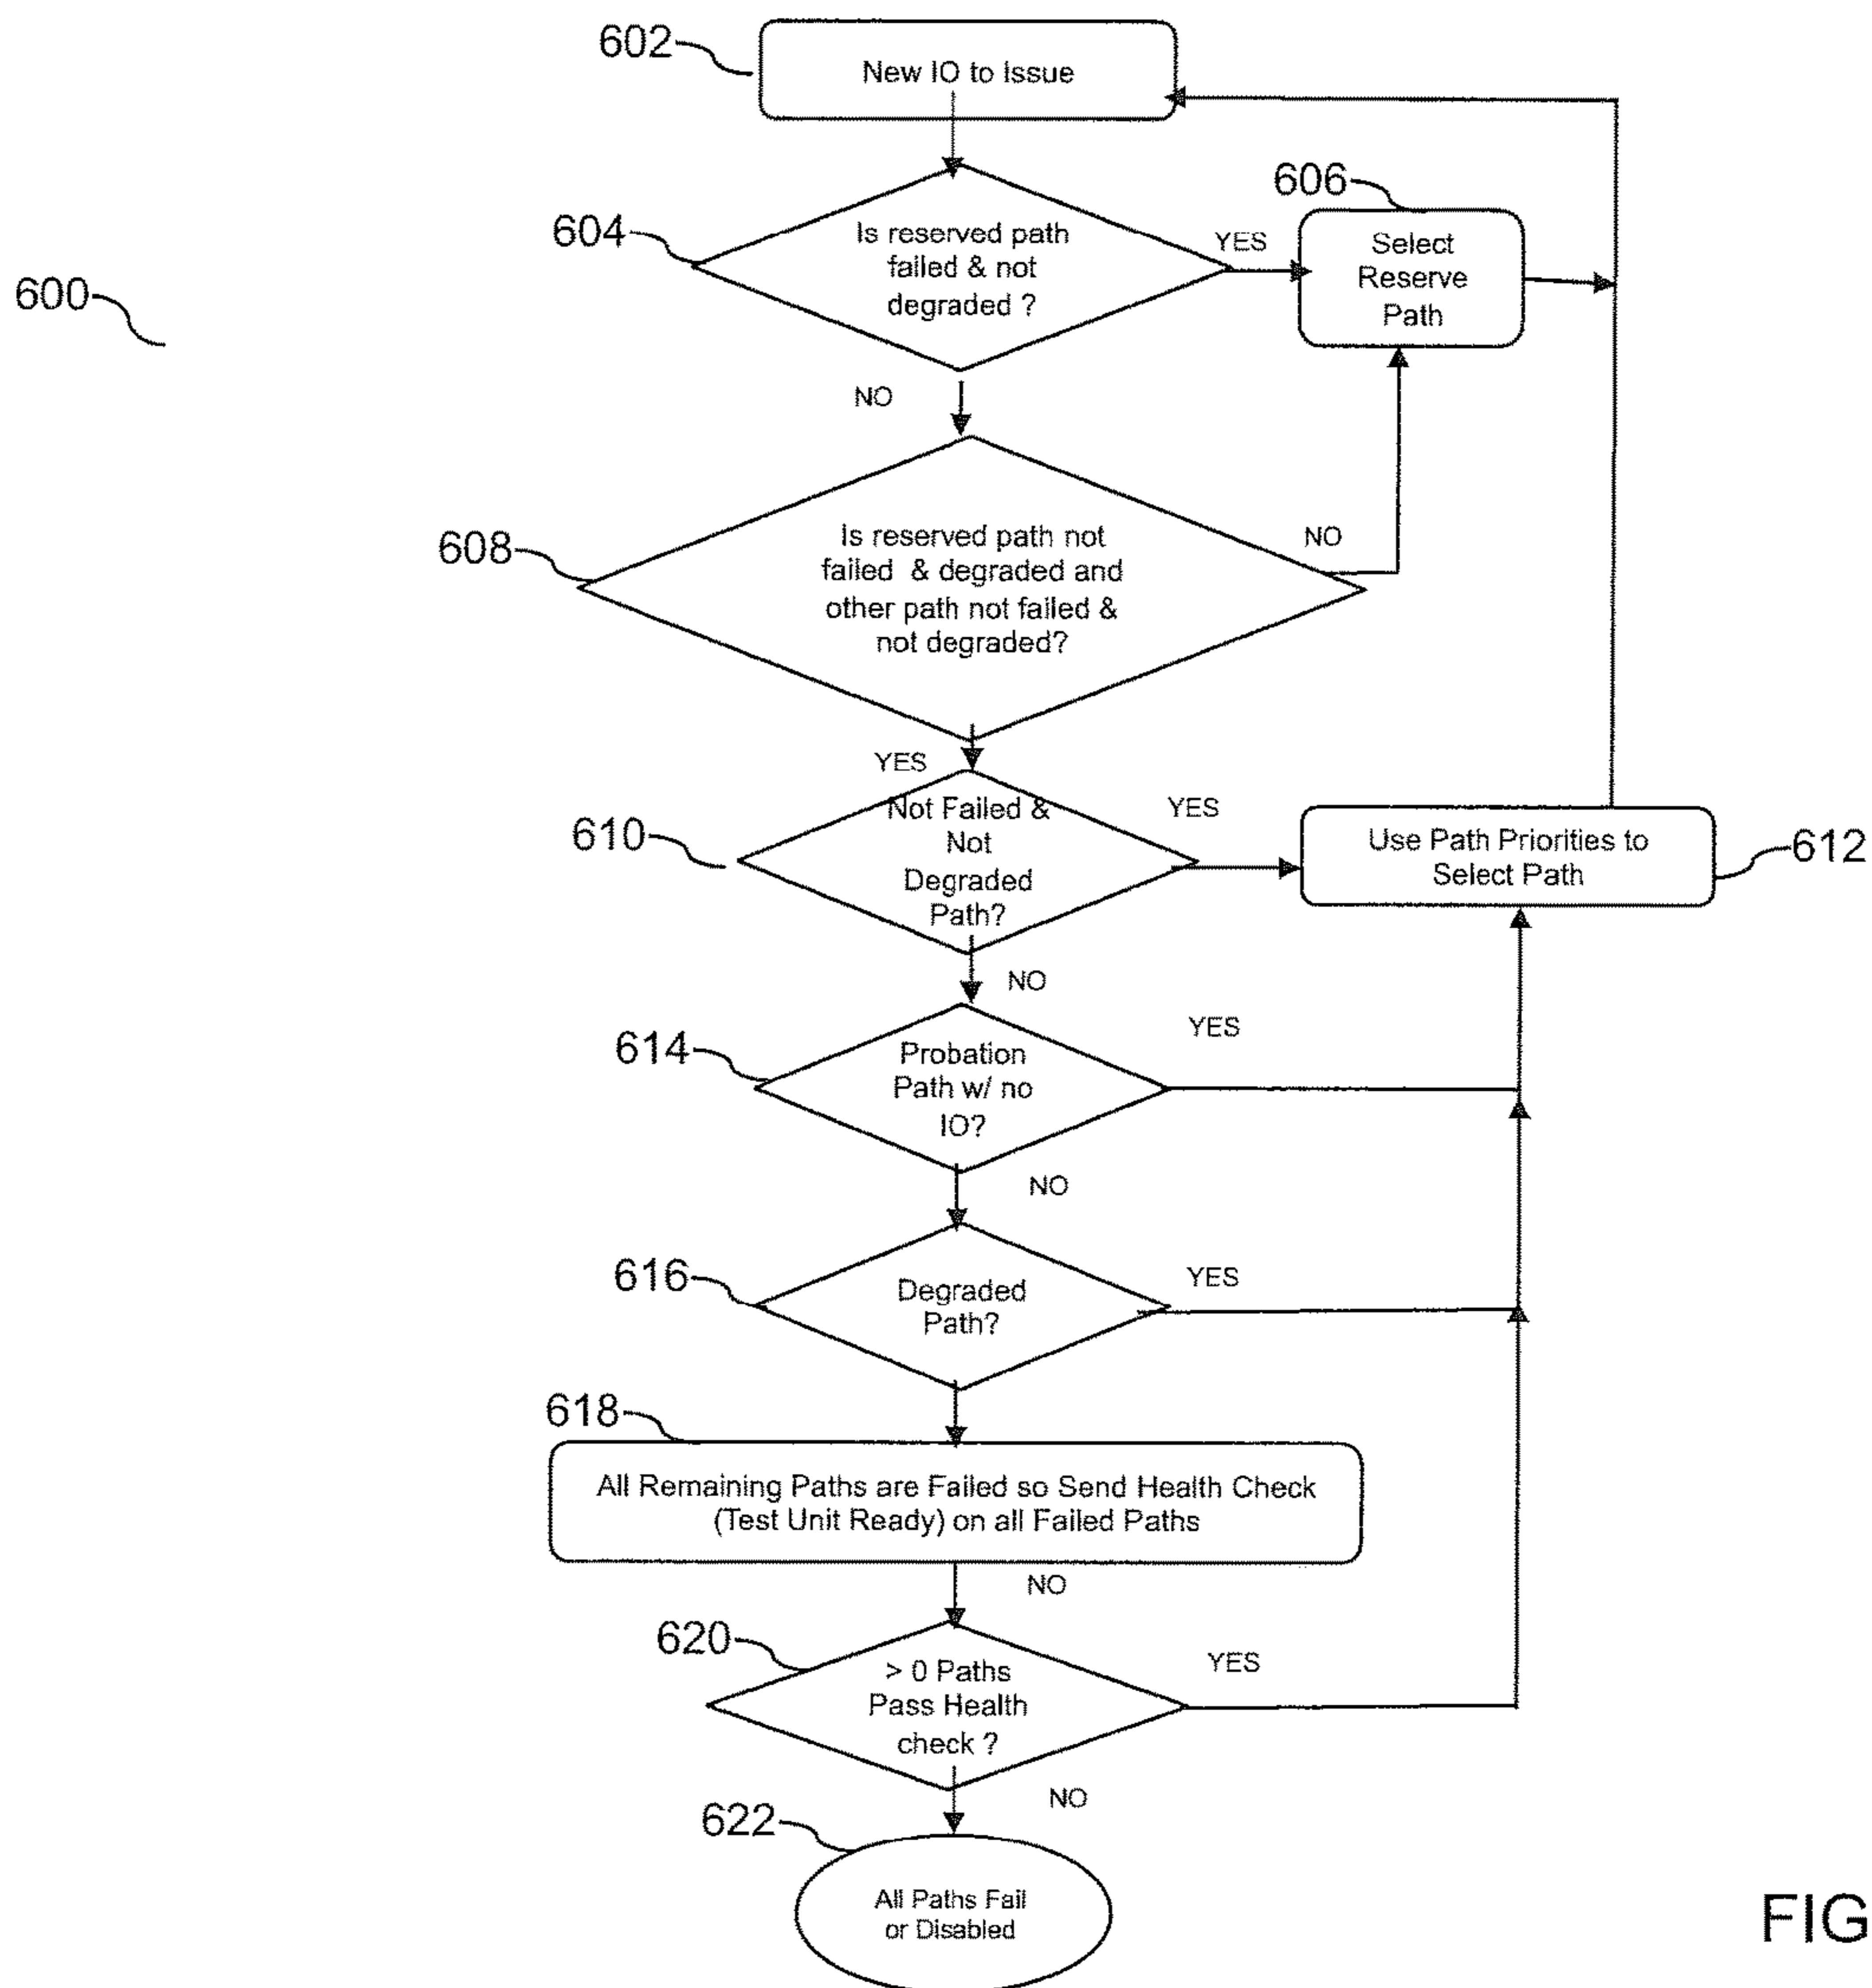 602
New IO to Issue
606
604
Is reserved path
failed & not
degraded ?
YES
Select
Reserve
Path
600
NO
608
Is reserved path not
failed & degraded and
other path not failed &
not degraded?
NO
YES
610
Not Failed &
Not
Degraded
Path?
YES
Use Path Priorities to
Select Path
612
NO
614
Probation
Path w/ no
IO?
YES
NO
616
Degraded
Path?
YES
618
All Remaining Paths are Failed so Send Health Check
(Test Unit Ready) on all Failed Paths
NO
620
> 0 Paths
Pass Health
check ?
YES
NO
622
All Paths Fail
or Disabled
FIG